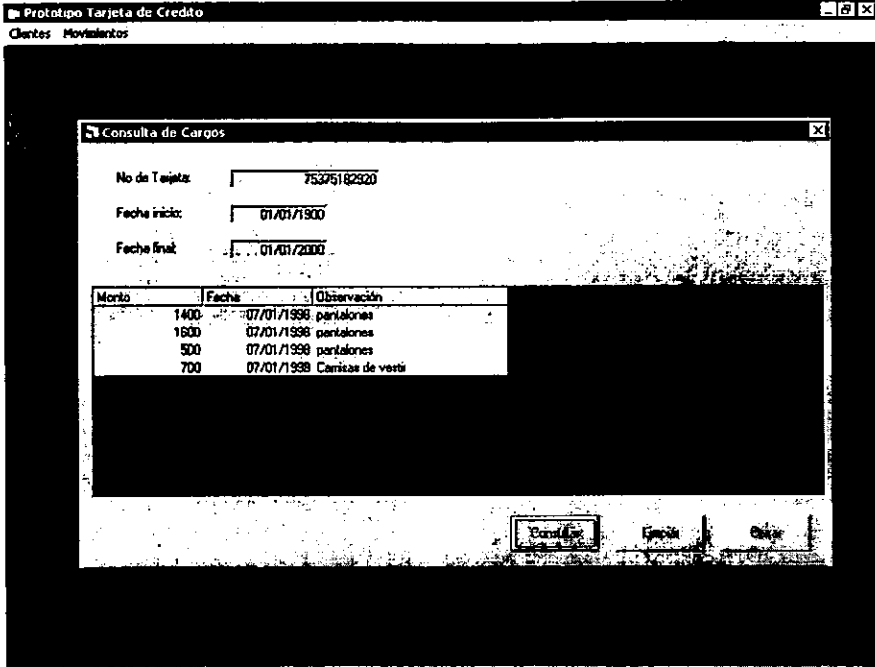 Prototipo Tarjeta de Credito
Clientes Movimientos
Consulta de Cargos
No de Tarjeta: 75375182920
Fecha inicio: 01/01/1900
Fecha final: 01/01/2000
Monto Fecha Observación
1400 07/01/1998 pantalones
1600 07/01/1998 pantalones
500 07/01/1998 pantalones
700 07/01/1998 Camisas de vestir
Consultar